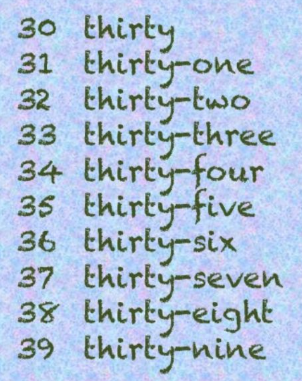 30 thirty
31 thirty-one
32 thirty-two
33 thirty-three
34 thirty-four
35 thirty-five
36 thirty-six
37 thirty-seven
38 thirty-eight
39 thirty-nine